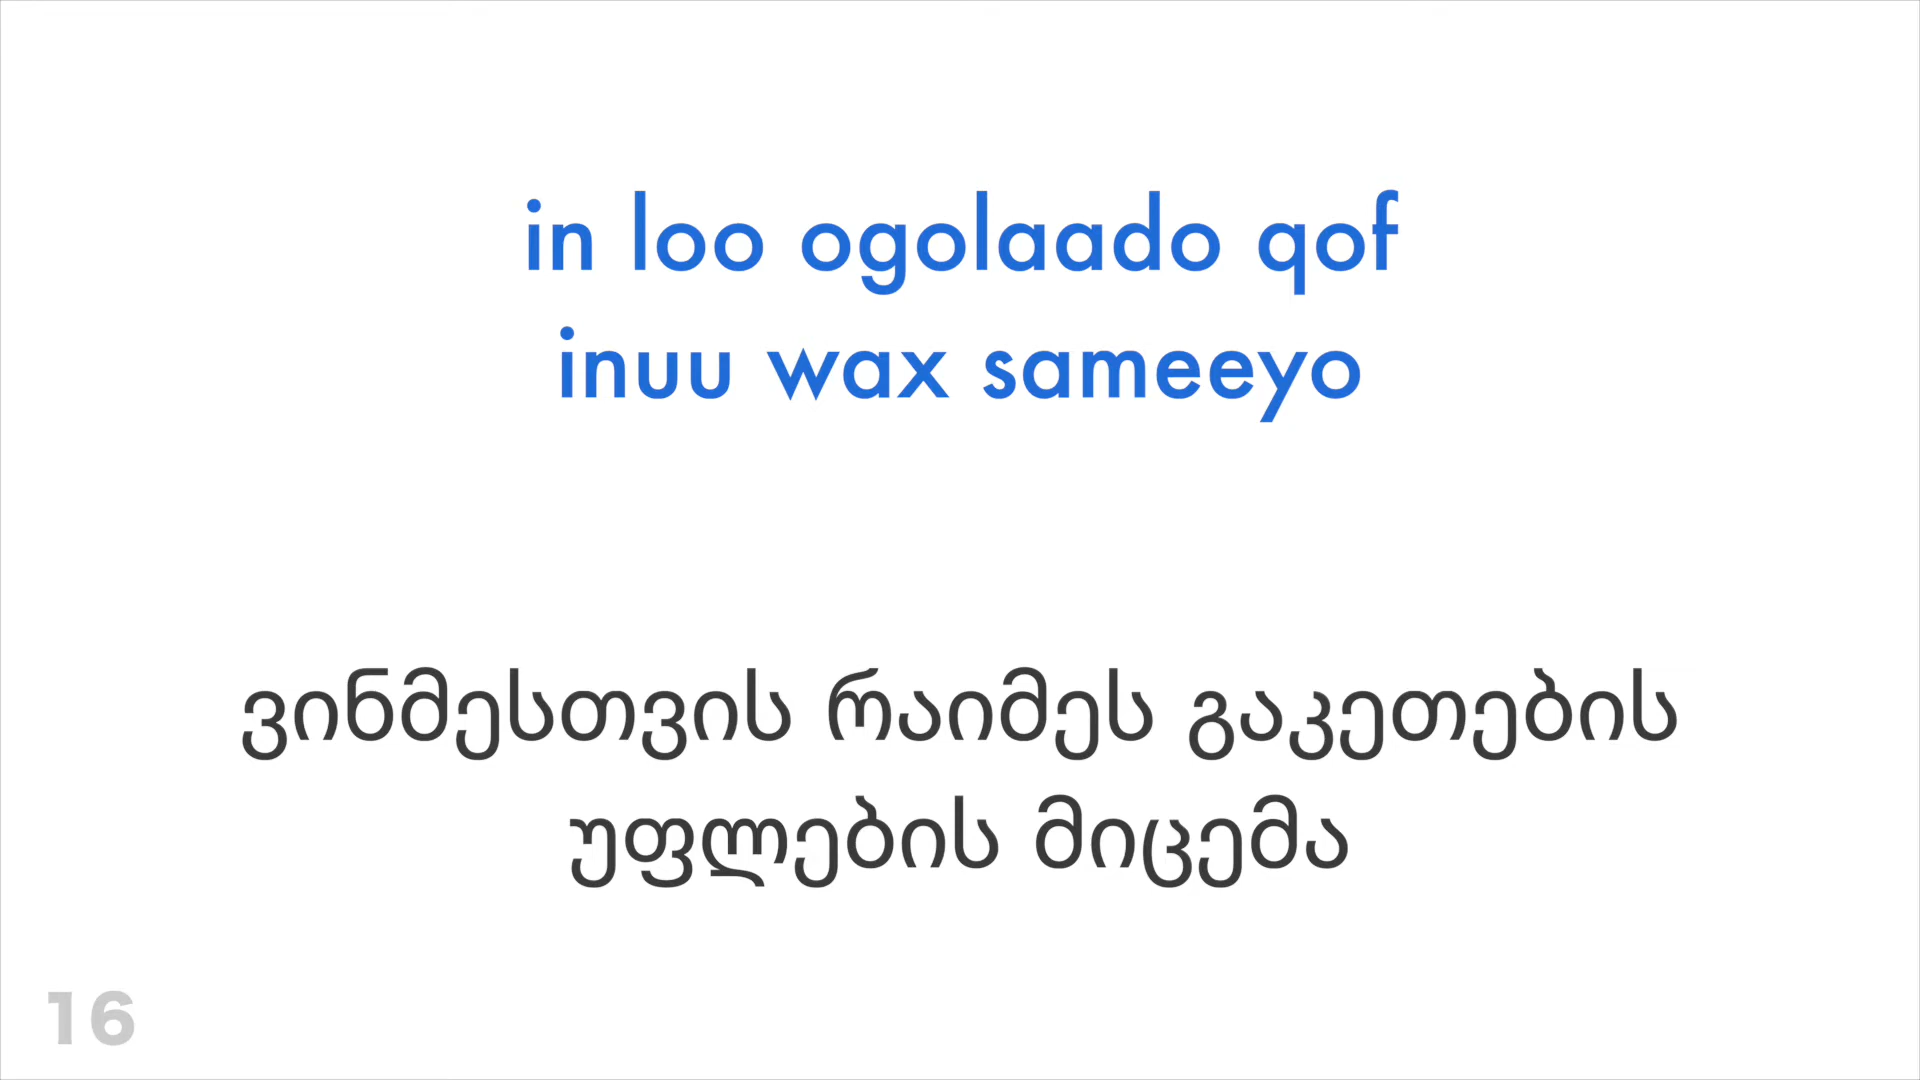 in loo ogolaado qof
inuu wax sameeyo
ვინმესთვის რაიმეს გაკეთების
უფლების მიცემა
16